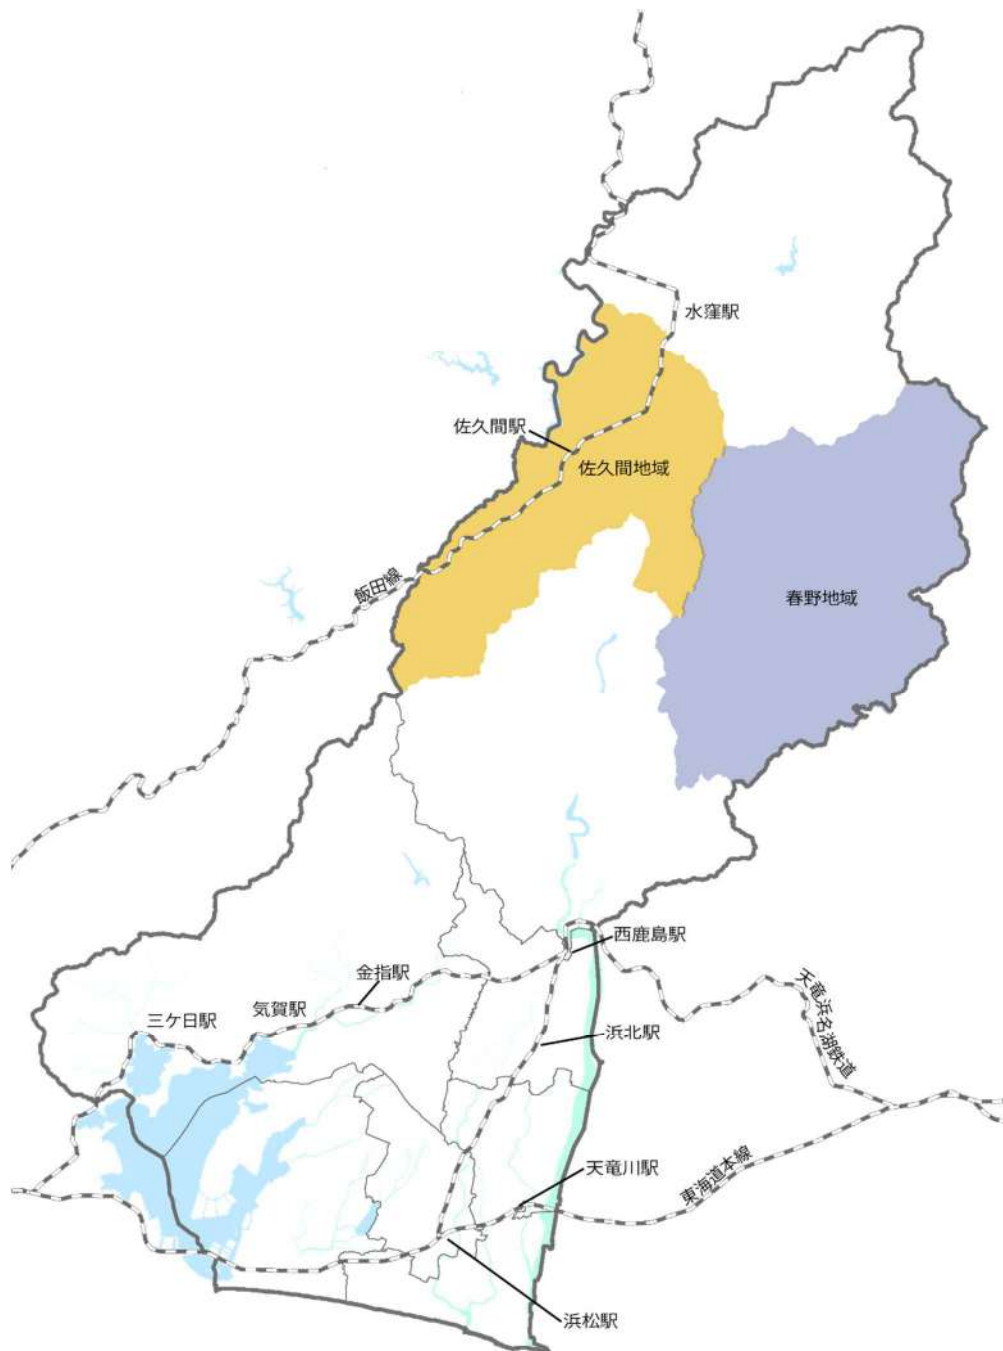 水窪駅
佐久間駅
佐久間地域
飯田線
春野地域
西鹿島駅
金指駅
気賀駅
三ケ日駅
浜北駅
天竜浜名湖鉄道
天竜川駅
東海道本線
浜松駅